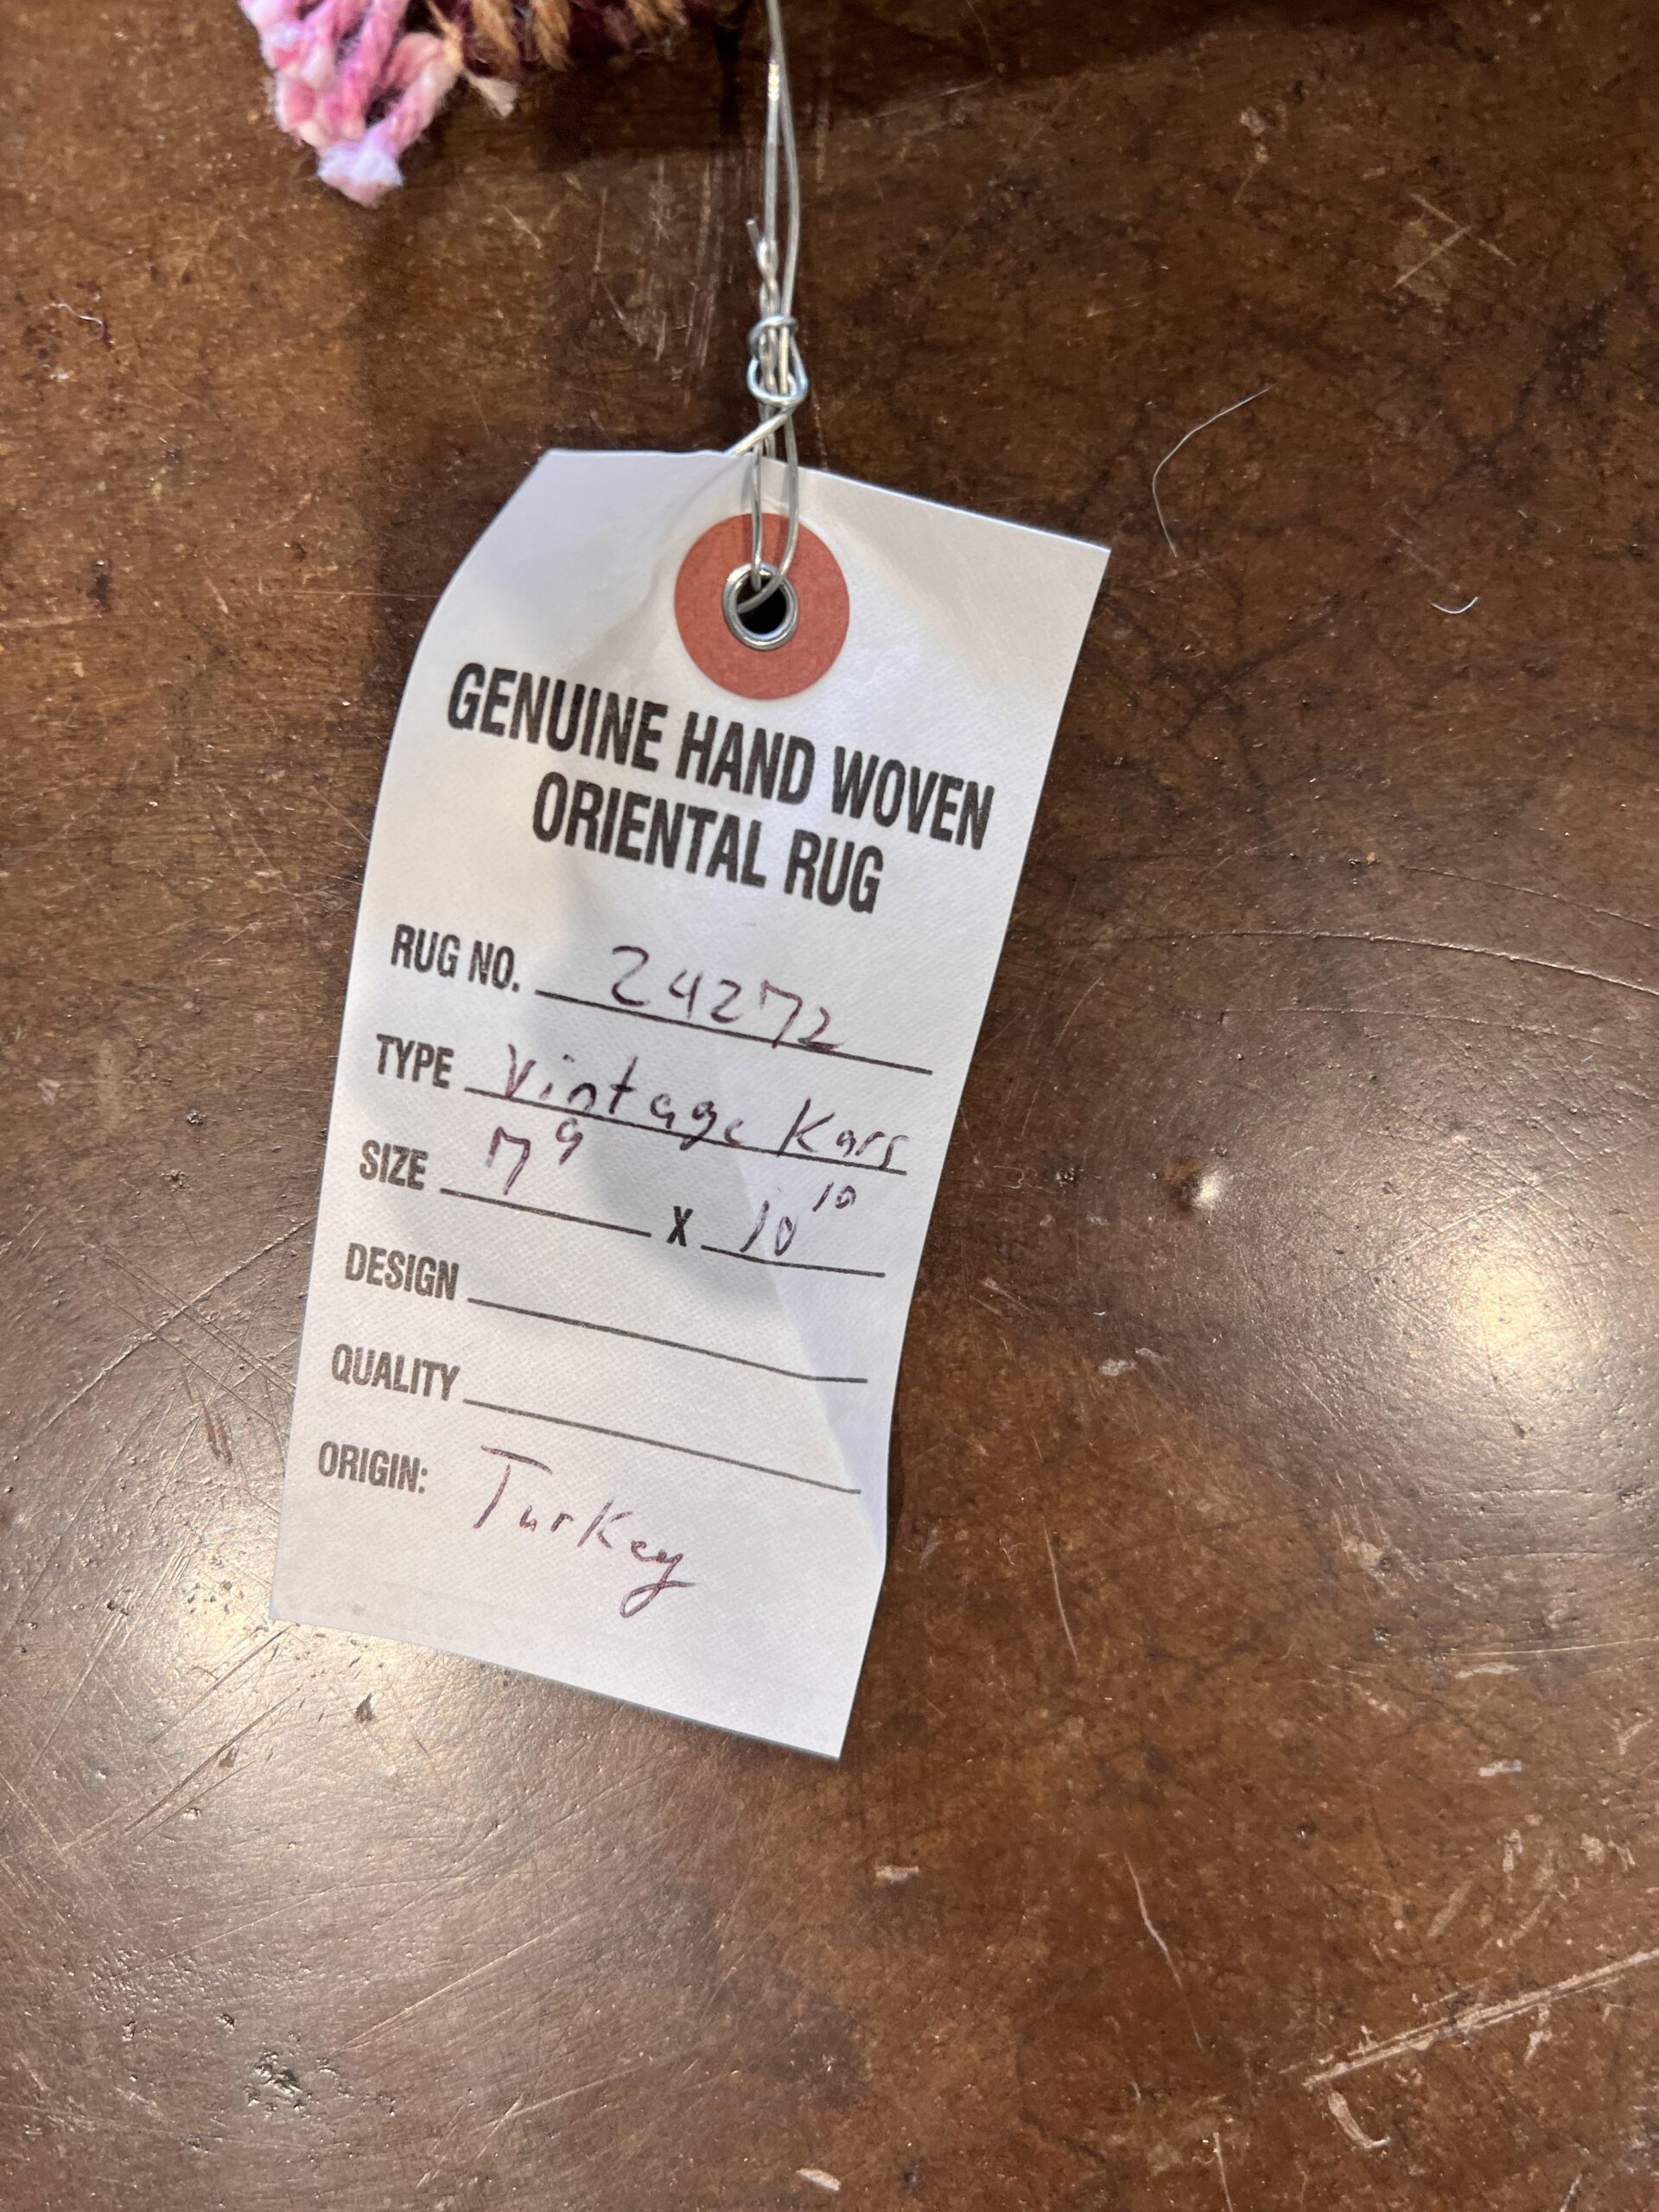 GENUINE HAND WOVEN
ORIENTAL RUG
RUG NO. 24272
TYPE Vintage Kars
SIZE 7⁹ X 10¹⁰
DESIGN
QUALITY
ORIGIN: Turkey